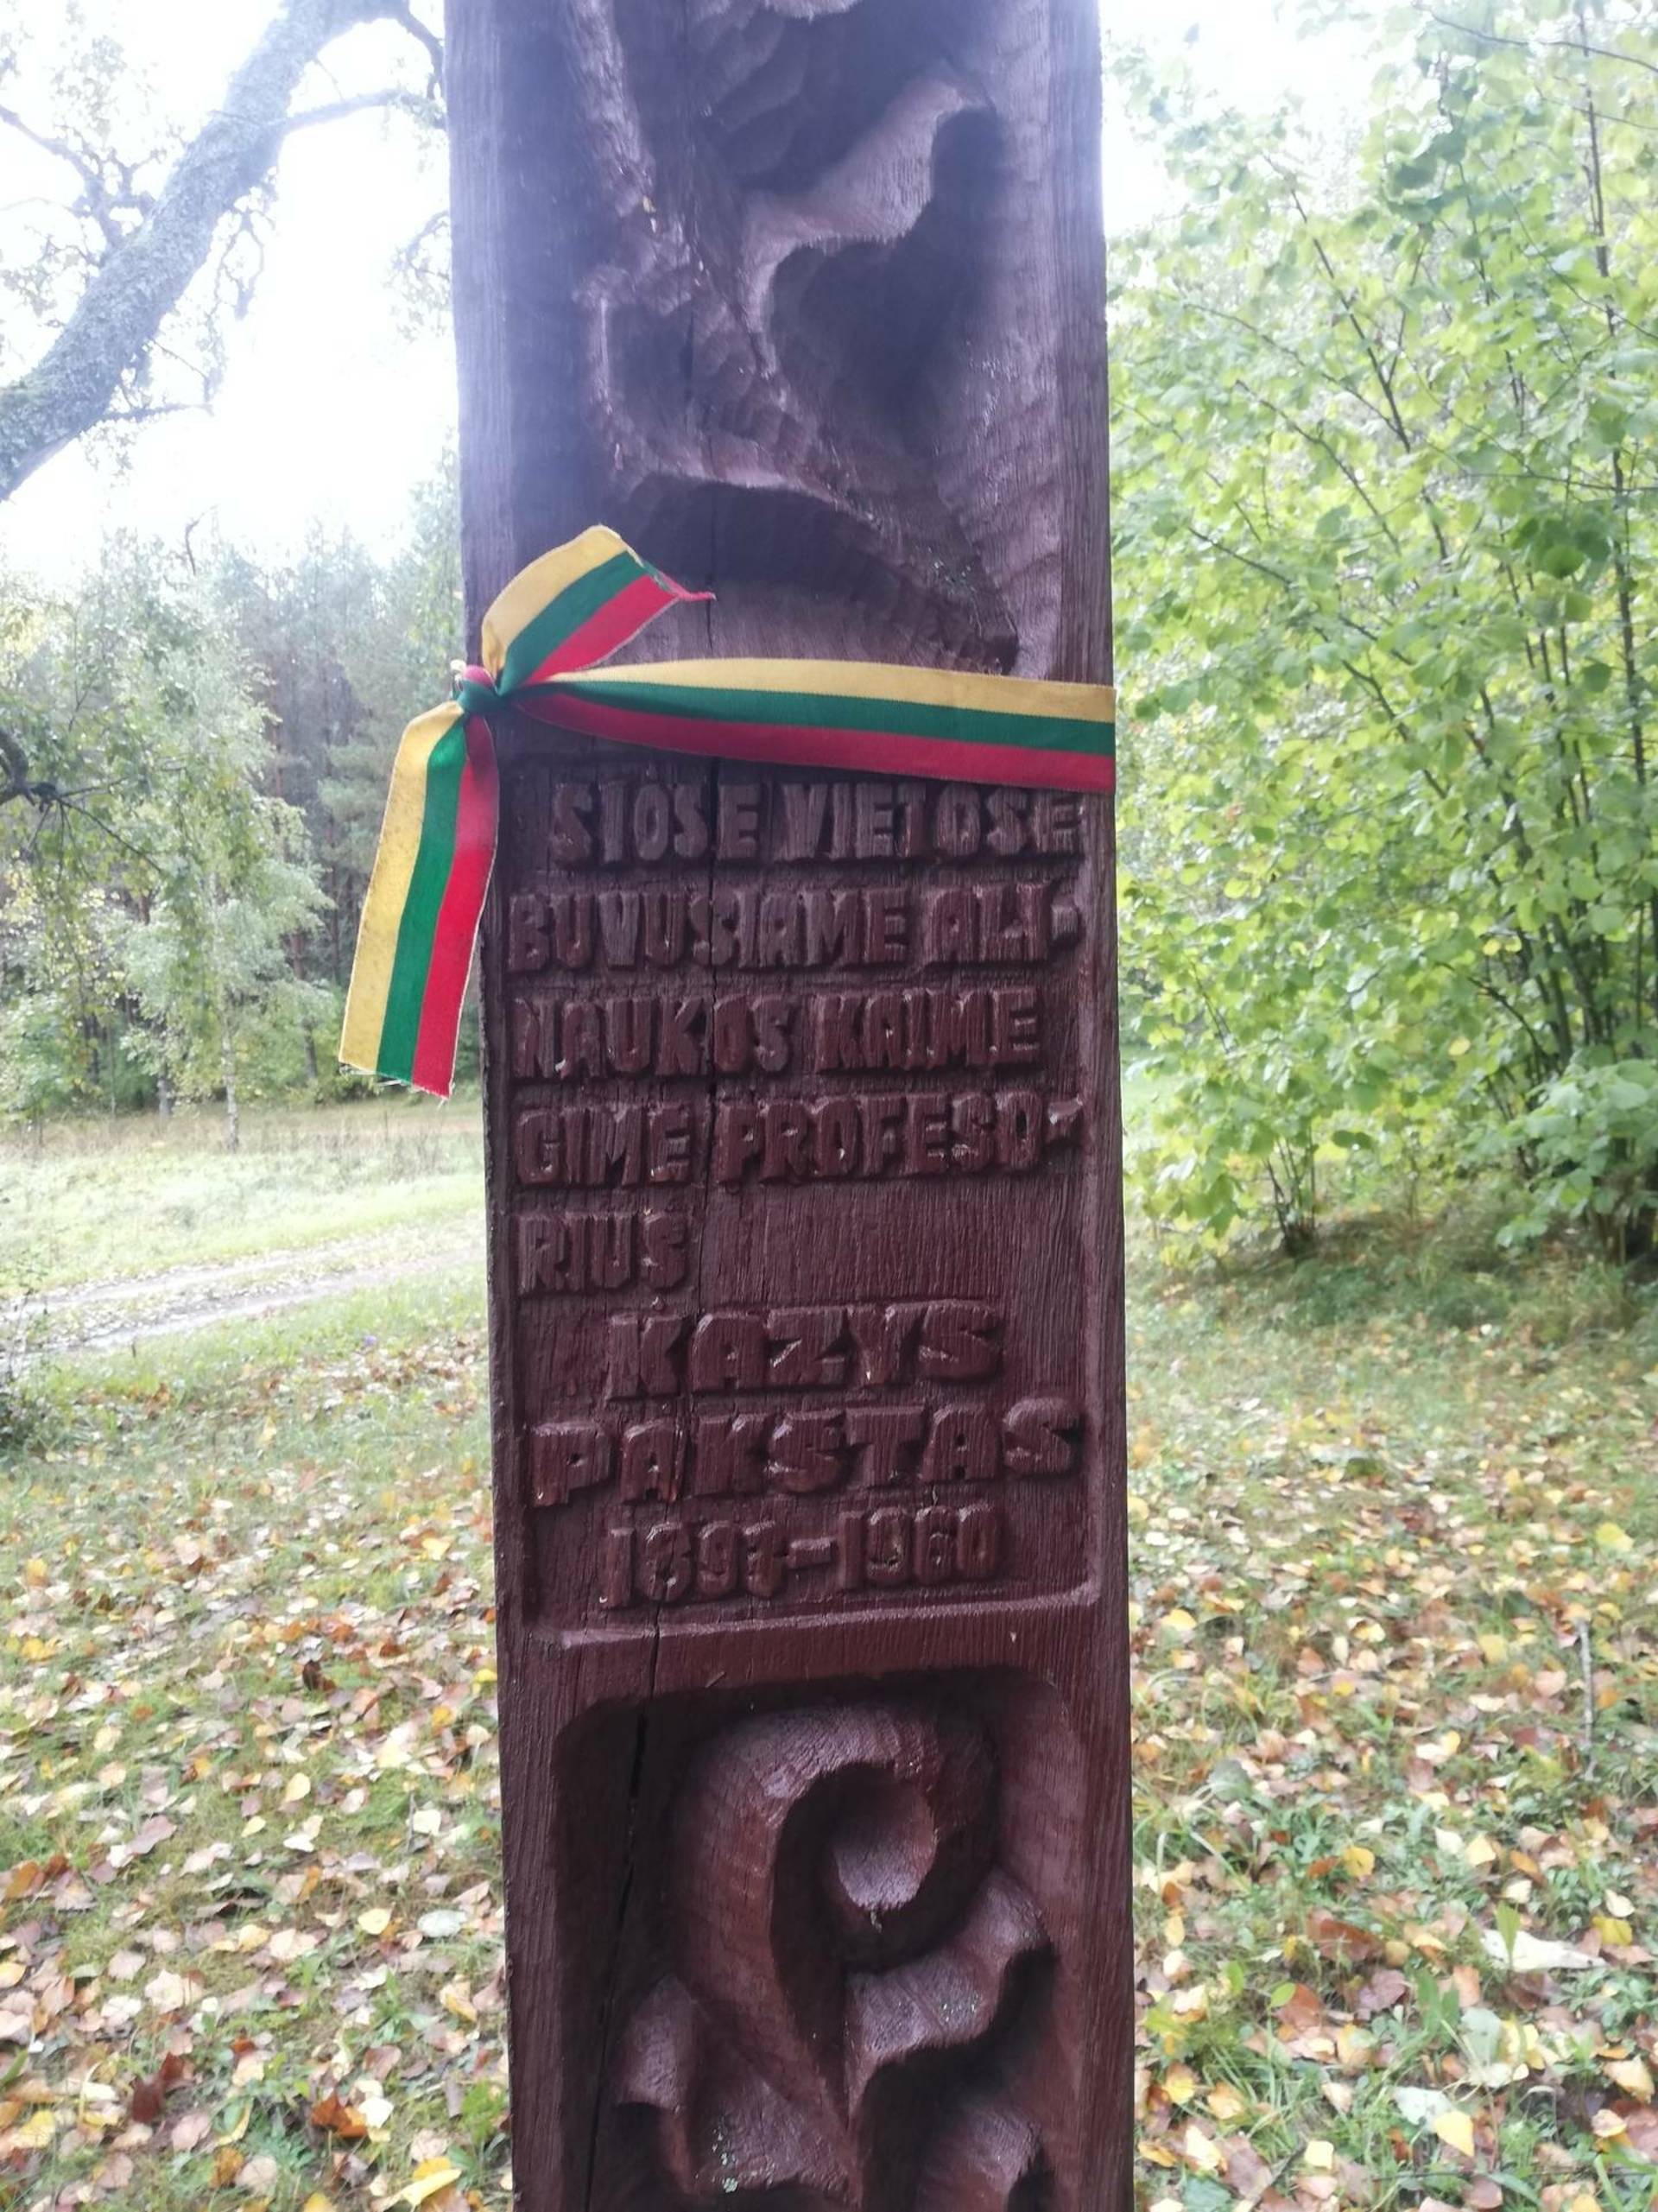 ŠIOSE VIETOSE
BUVUSIAME ALI-
NAUKOS KAIME
GIMĖ PROFESO-
RIUS
KAZYS
PAKŠTAS
1893-1960